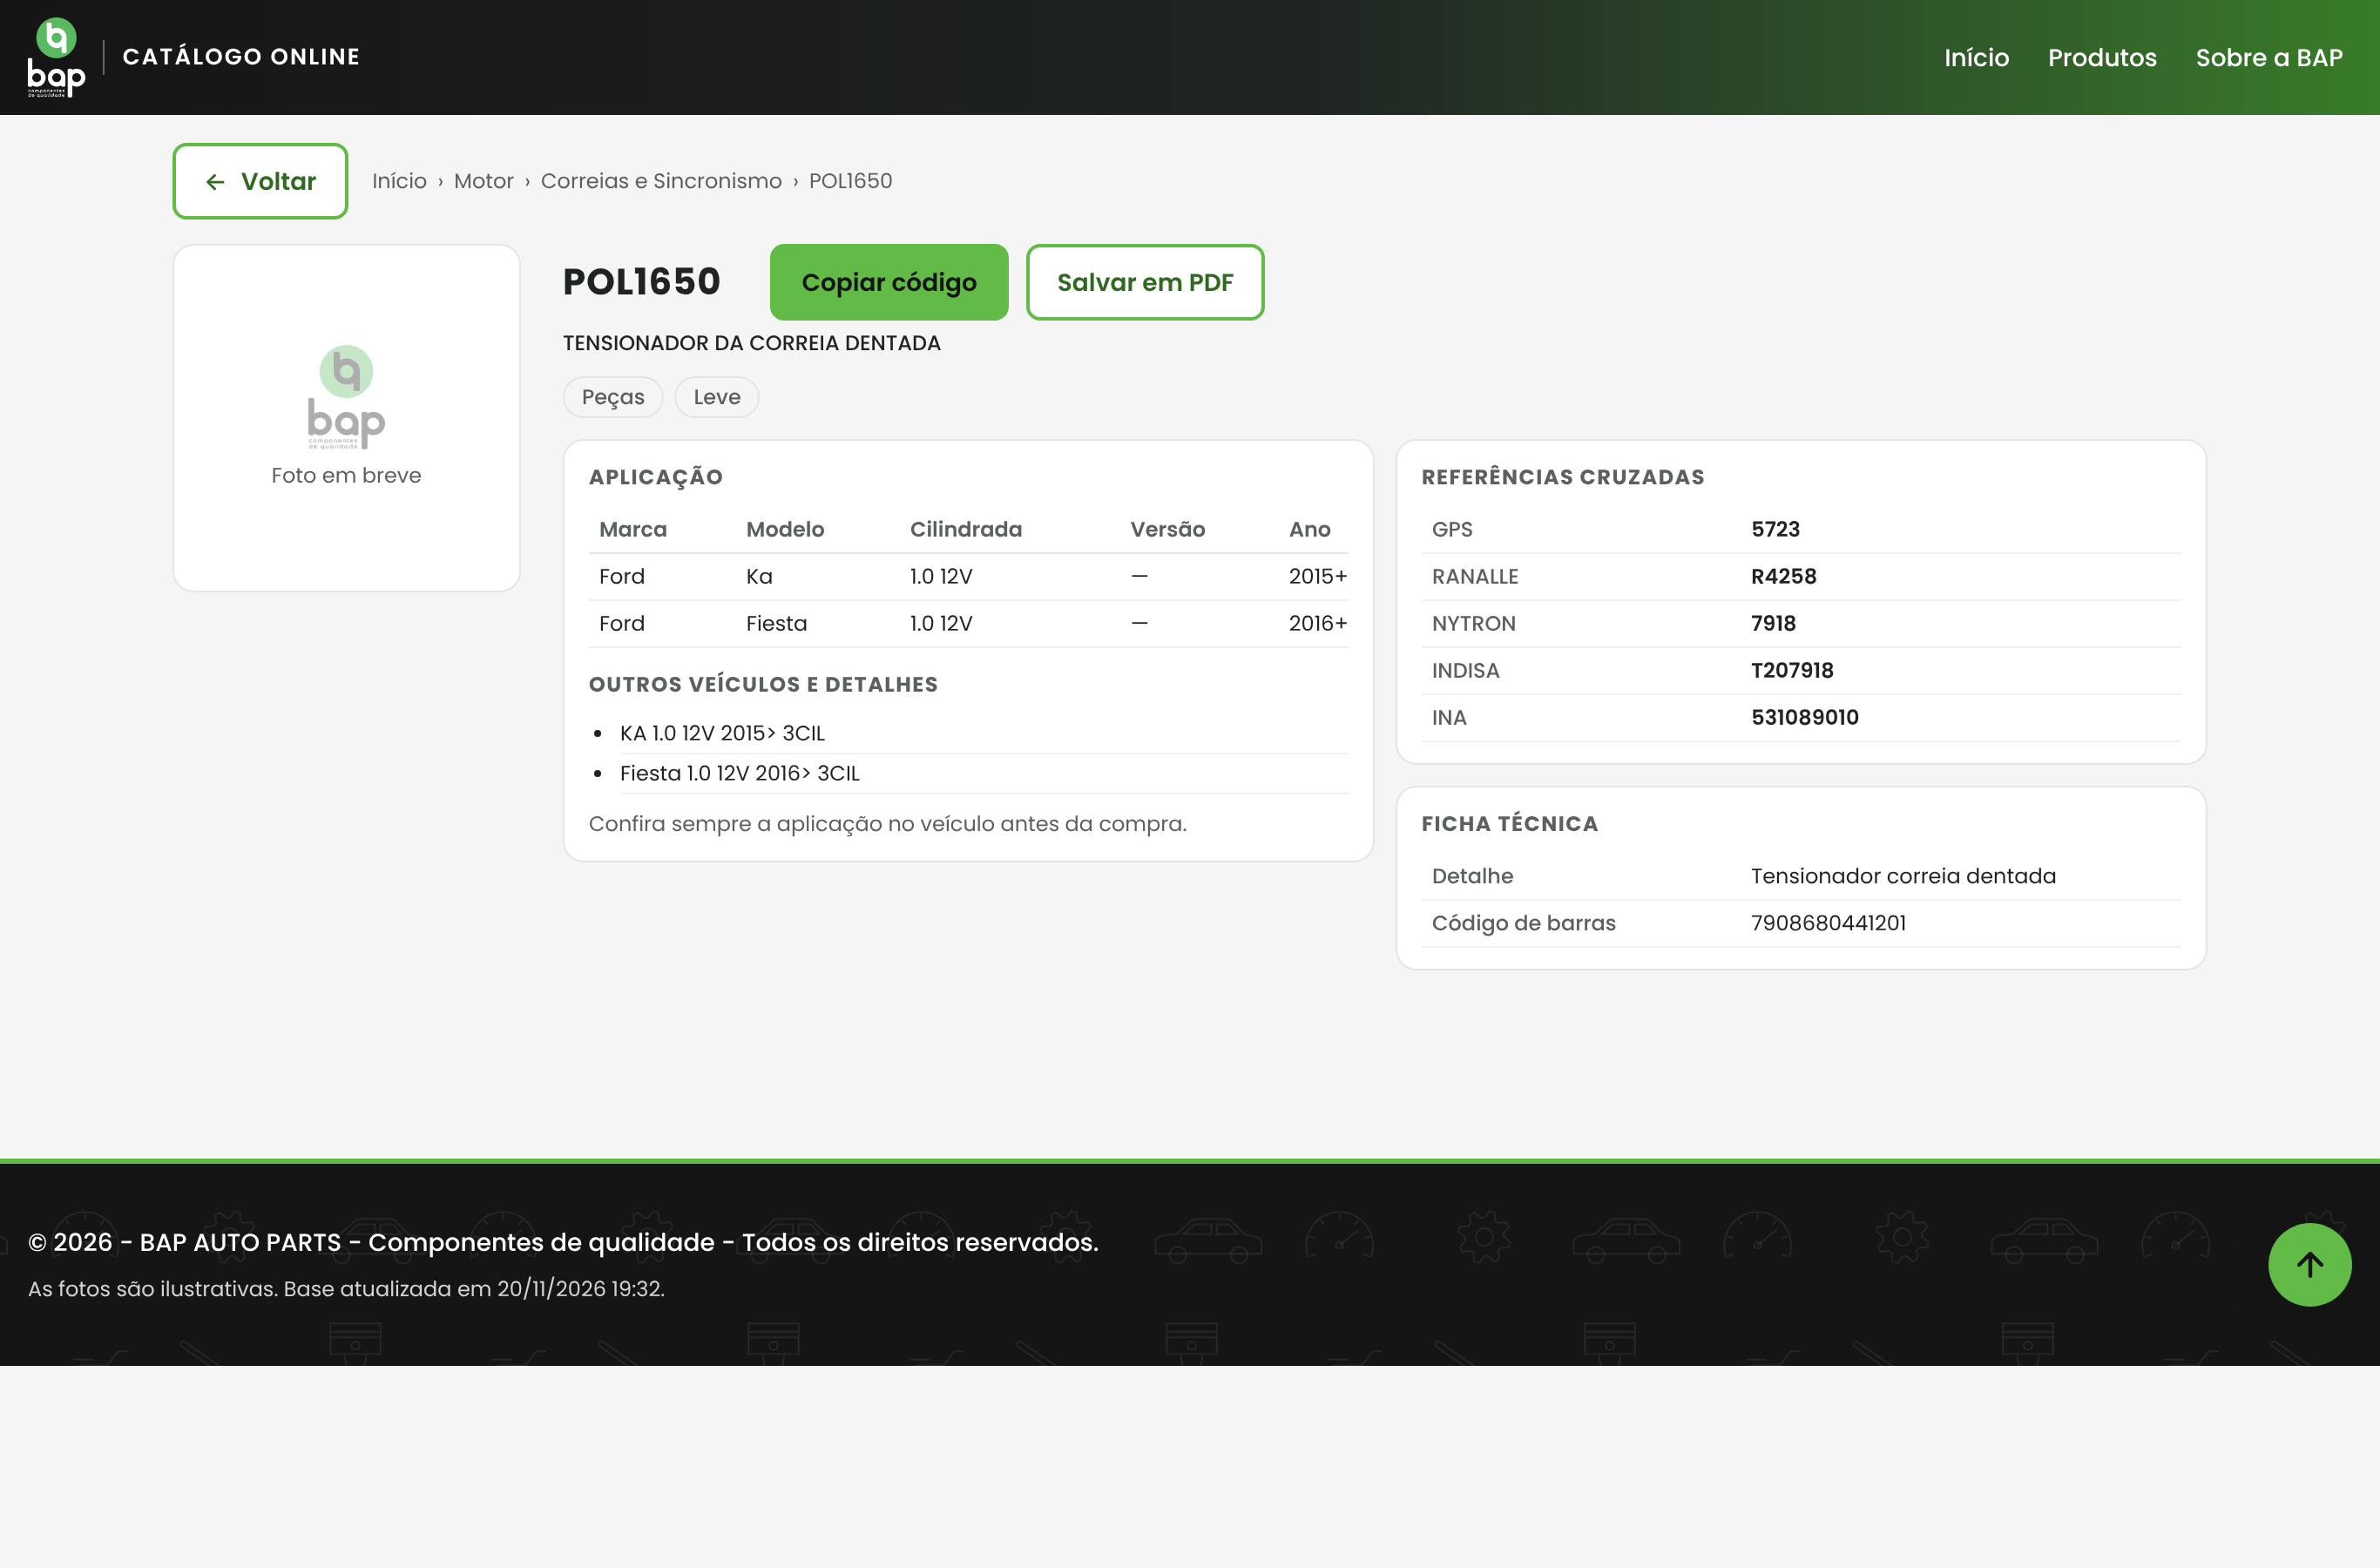 bap
componentes
de qualidade
CATÁLOGO ONLINE
Início
Produtos
Sobre a BAP
← Voltar
Início › Motor › Correias e Sincronismo › POL1650
bap
componentes
de qualidade
Foto em breve
POL1650
Copiar código
Salvar em PDF
TENSIONADOR DA CORREIA DENTADA
Peças
Leve
APLICAÇÃO
Marca Modelo Cilindrada Versão Ano
Ford Ka 1.0 12V — 2015+
Ford Fiesta 1.0 12V — 2016+
OUTROS VEÍCULOS E DETALHES
• KA 1.0 12V 2015> 3CIL
• Fiesta 1.0 12V 2016> 3CIL
Confira sempre a aplicação no veículo antes da compra.
REFERÊNCIAS CRUZADAS
GPS 5723
RANALLE R4258
NYTRON 7918
INDISA T207918
INA 531089010
FICHA TÉCNICA
Detalhe Tensionador correia dentada
Código de barras 7908680441201
© 2026 - BAP AUTO PARTS - Componentes de qualidade - Todos os direitos reservados.
As fotos são ilustrativas. Base atualizada em 20/11/2026 19:32.